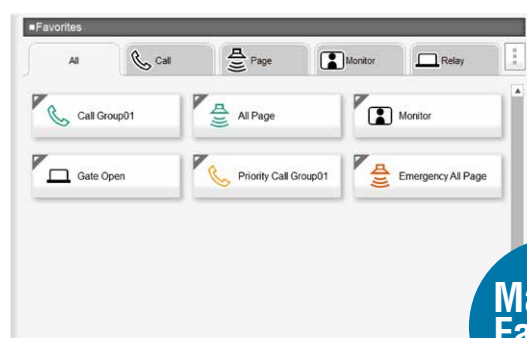 ■Favorites
All Call Page Monitor Relay
Call Group01 All Page Monitor
Gate Open Priority Call Group01 Emergency All Page